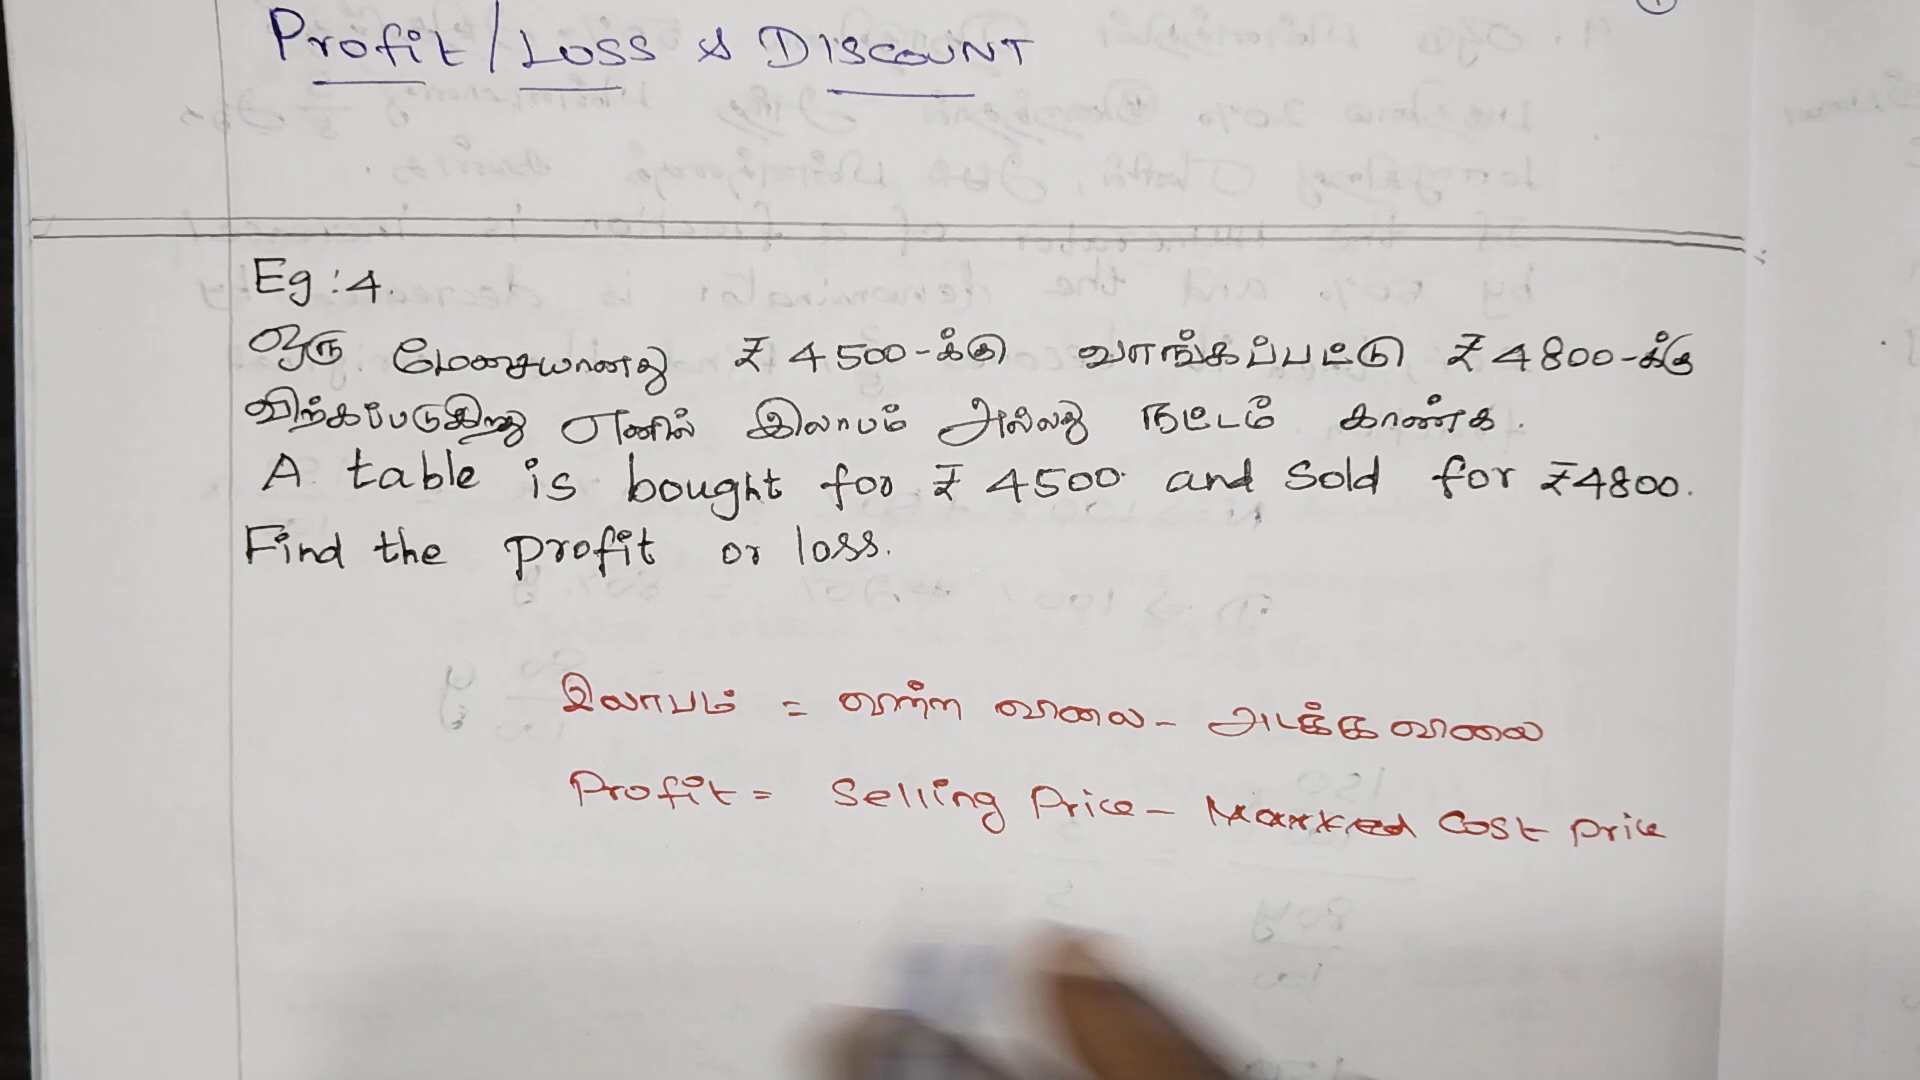 Profit/Loss & DISCOUNT
Eg:4.
ஒரு மேசையானது ₹4500-க்கு வாங்கப்பட்டு ₹4800-க்கு
விற்கப்படுகிறது எனில் இலாபம் அல்லது நட்டம் காண்க.
A table is bought for ₹4500 and sold for ₹4800.
Find the profit or loss.
இலாபம் = விற்ற விலை - அடக்க விலை
Profit = Selling Price - Marked Cost price